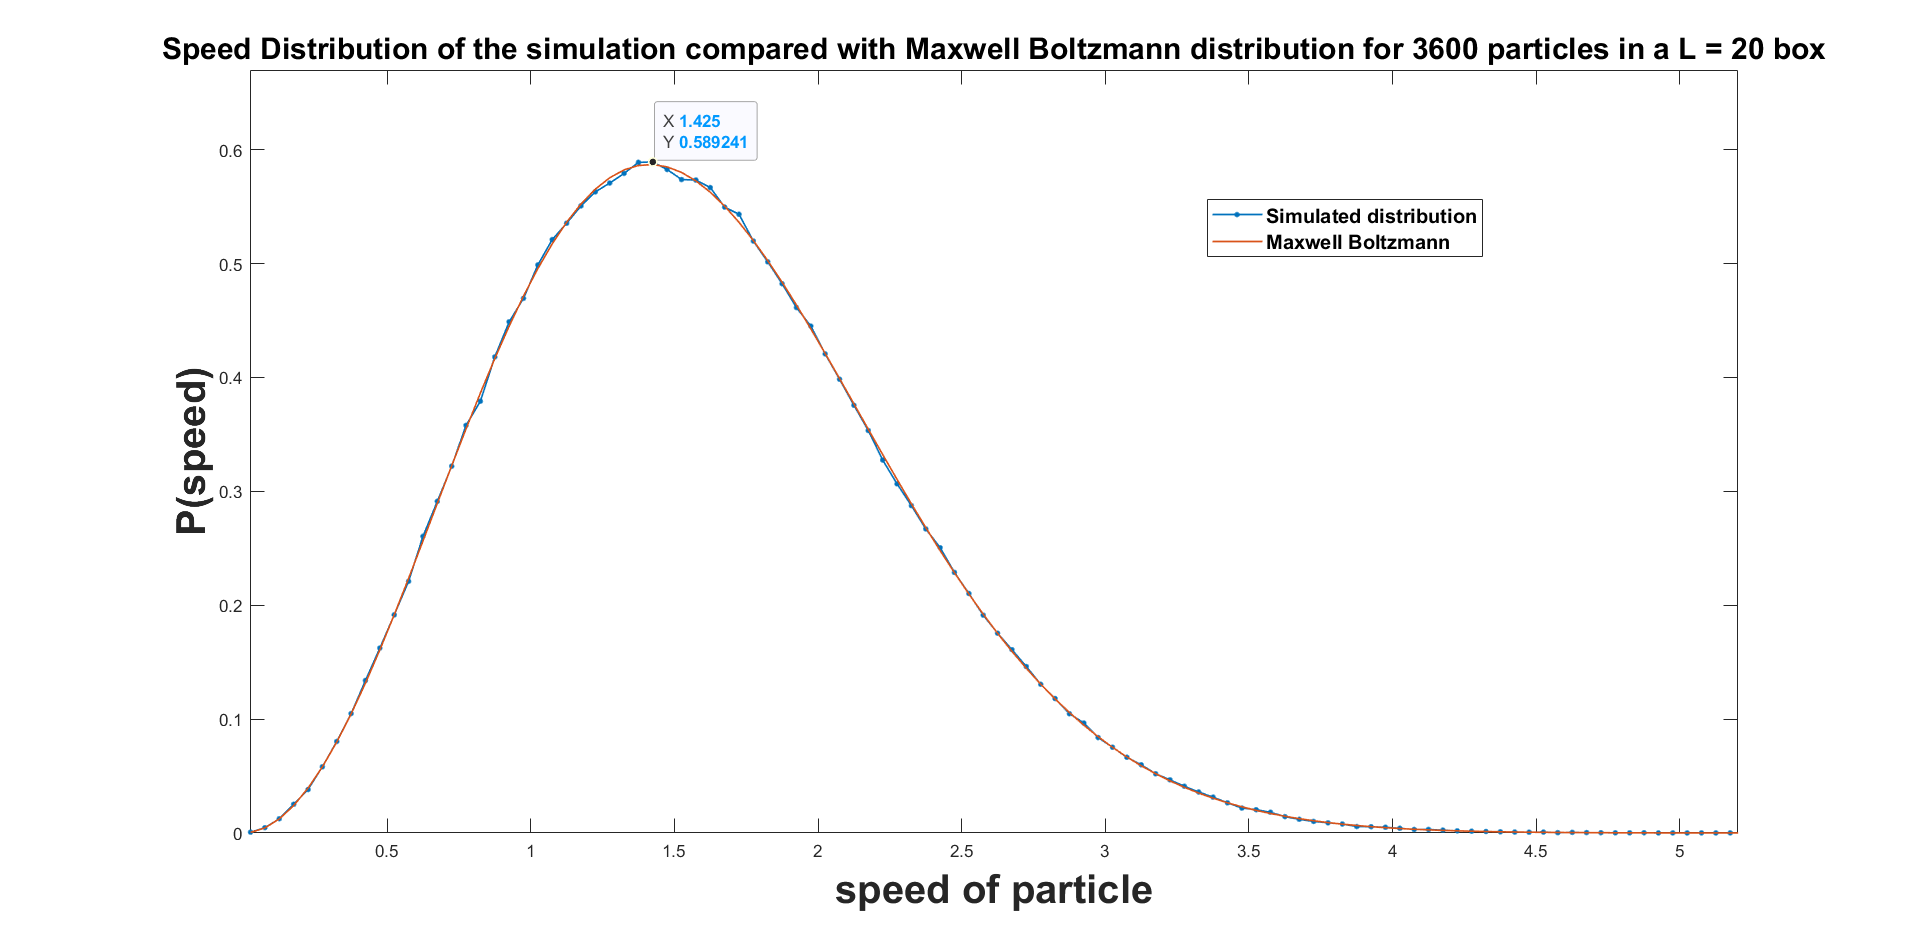 Speed Distribution of the simulation compared with Maxwell Boltzmann distribution for 3600 particles in a L = 20 box
X 1.425
Y 0.589241
Simulated distribution
Maxwell Boltzmann
P(speed)
0.6
0.5
0.4
0.3
0.2
0.1
0
0.5 1 1.5 2 2.5 3 3.5 4 4.5 5
speed of particle